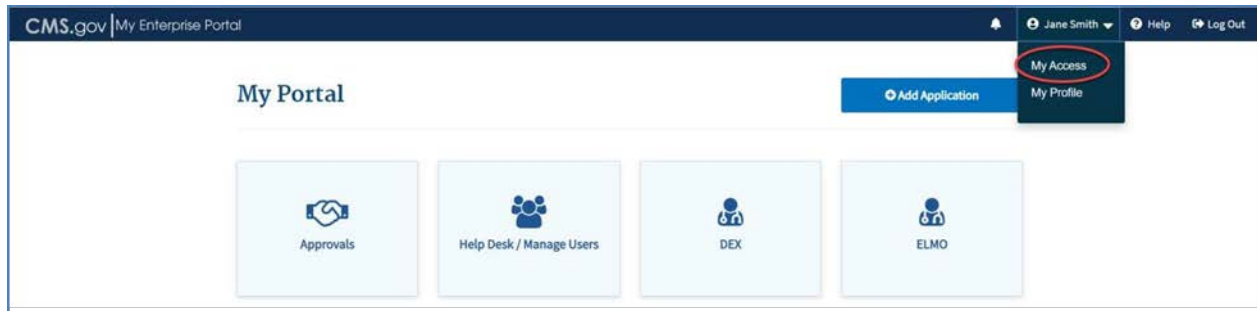 CMS.gov My Enterprise Portal
Jane Smith
Help
Log Out
My Access
My Profile
My Portal
Add Application
Approvals
Help Desk / Manage Users
DEX
ELMO